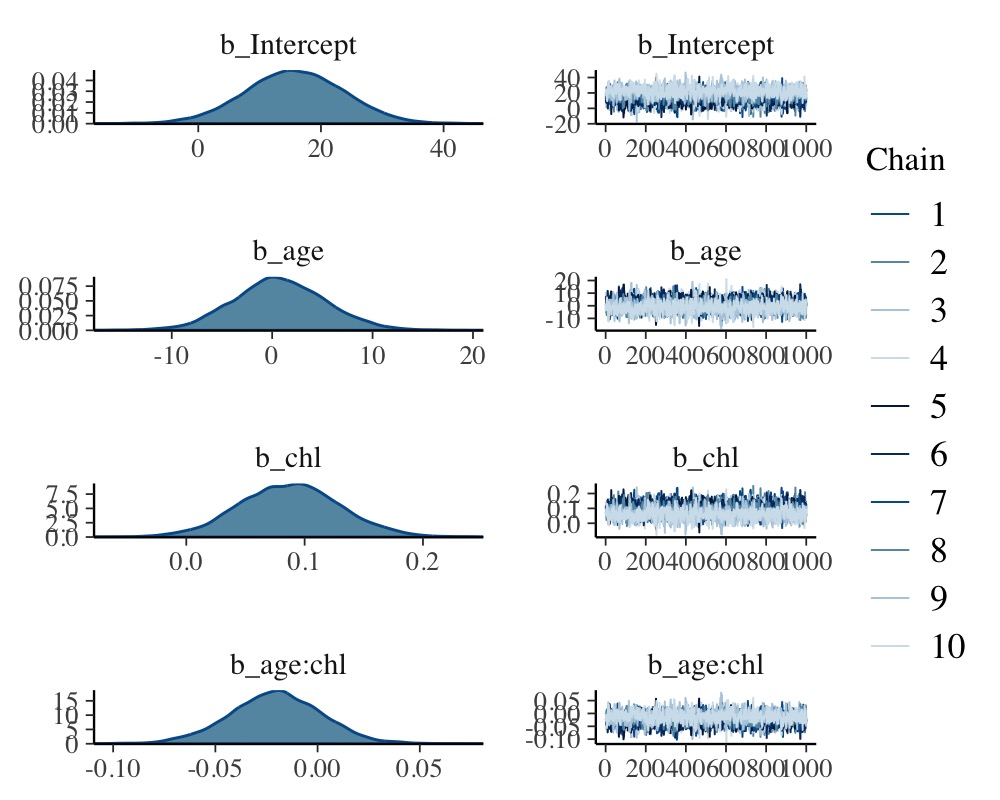 b_Intercept
0.04
0.03
0.02
0.01
0.00
0 20 40
b_Intercept
40
20
0
-20
0 200 400 600 800 1000
b_age
0.075
0.050
0.025
0.000
-10 0 10 20
b_age
20
10
0
-10
0 200 400 600 800 1000
b_chl
7.5
5.0
2.5
0.0
0.0 0.1 0.2
b_chl
0.2
0.1
0.0
0 200 400 600 800 1000
b_age:chl
15
10
5
0
-0.10 -0.05 0.00 0.05
b_age:chl
0.05
0.00
-0.05
-0.10
0 200 400 600 800 1000
Chain
1
2
3
4
5
6
7
8
9
10